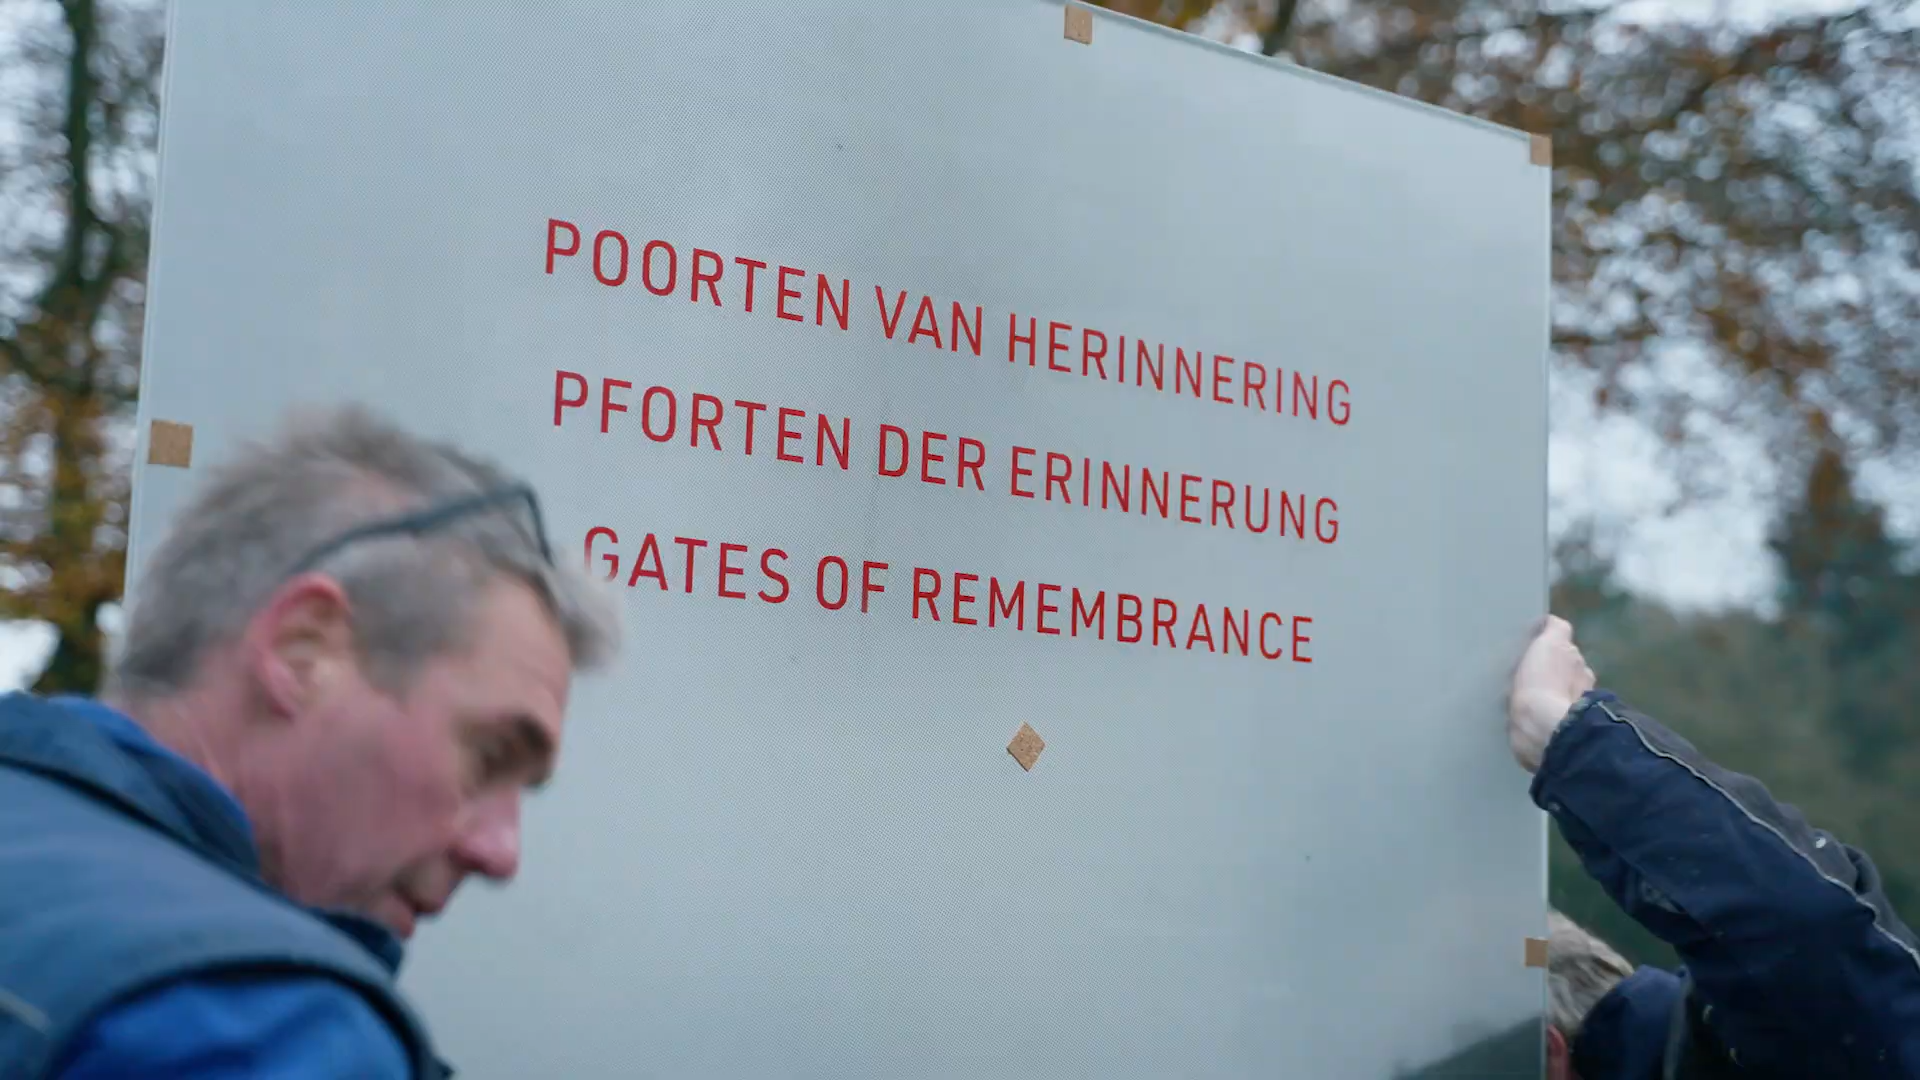 POORTEN VAN HERINNERING
PFORTEN DER ERINNERUNG
GATES OF REMEMBRANCE